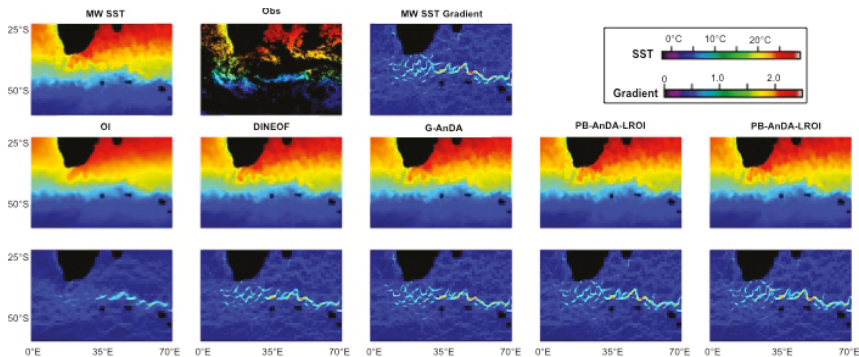 MW SST Obs MW SST Gradient
25°S
50°S
0°C 10°C 20°C
SST
0 1.0 2.0
Gradient
OI DINEOF G-AnDA PB-AnDA-LROI PB-AnDA-LROI
50°S
25°S
50°S
0°E 35°E 70°E 0°E 35°E 70°E 0°E 35°E 70°E 0°E 35°E 70°E 0°E 35°E 70°E